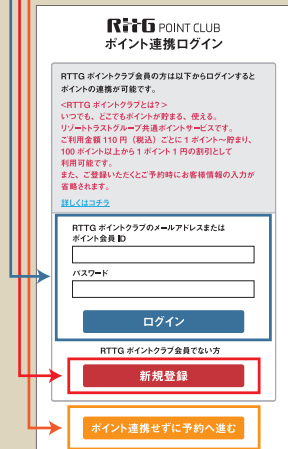 RTTG POINT CLUB
ポイント連携ログイン
RTTG ポイントクラブ会員の方は以下からログインすると
ポイントの連携が可能です。
<RTTG ポイントクラブとは?>
いつでも、どこでもポイントが貯まる、使える。
リゾートトラストグループ共通ポイントサービスです。
ご利用金額 110 円（税込）ごとに 1 ポイント〜貯まり、
100 ポイント以上から 1 ポイント 1 円の割引として
利用可能です。
また、ご登録いただくとご予約時にお客様情報の入力が
省略されます。
詳しくはコチラ
RTTG ポイントクラブのメールアドレスまたは
ポイント会員 ID
パスワード
ログイン
RTTG ポイントクラブ会員でない方
新規登録
ポイント連携せずに予約へ進む